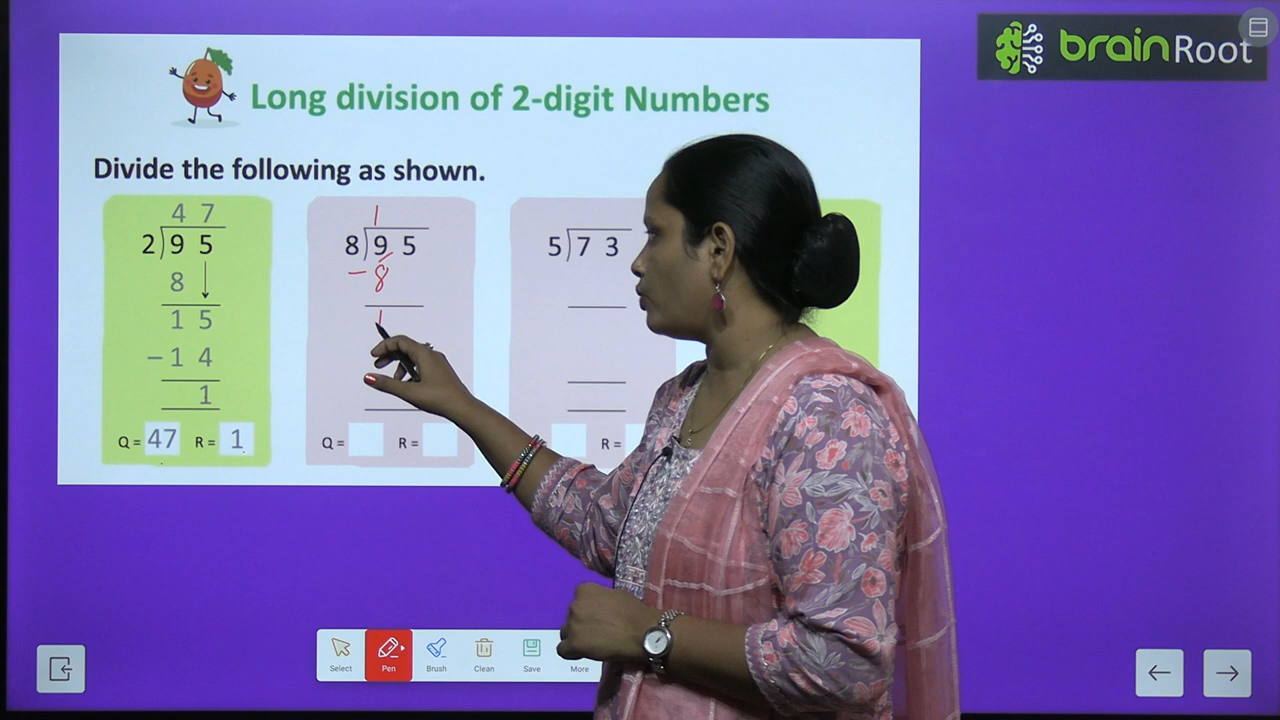 brainRoot
Long division of 2-digit Numbers
Divide the following as shown.
4 7
2)9 5
8
1 5
–1 4
1
Q = 47 R = 1
1
8)9 5
–8
1
Q = R =
5)7 3
= R =
Select Pen Brush Clean Save More